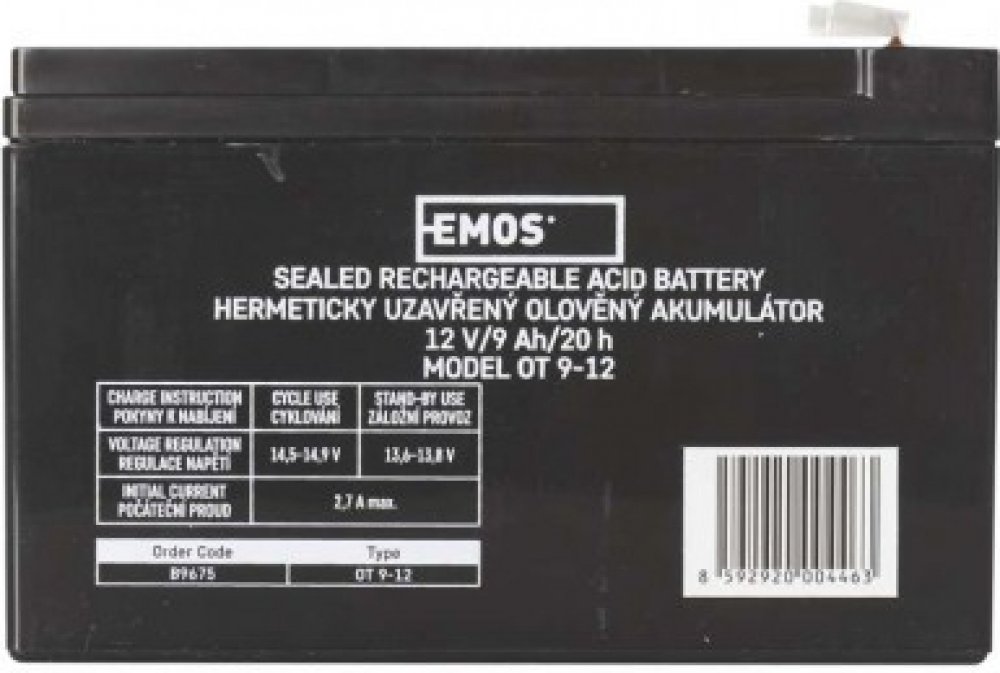 EMOS
SEALED RECHARGEABLE ACID BATTERY
HERMETICKY UZAVŘENÝ OLOVĚNÝ AKUMULÁTOR
12 V/9 Ah/20 h
MODEL OT 9-12
CHARGE INSTRUCTION
POKYNY K NABÍJENÍ
CYCLE USE
CYKLOVÁNÍ
STAND-BY USE
ZÁLOŽNÍ PROVOZ
VOLTAGE REGULATION
REGULACE NAPĚTÍ
14,5-14,9 V
13,6-13,8 V
INITIAL CURRENT
POČÁTEČNÍ PROUD
2,7 A max.
Order Code
Type
B9675
OT 9-12
8 592920 004463